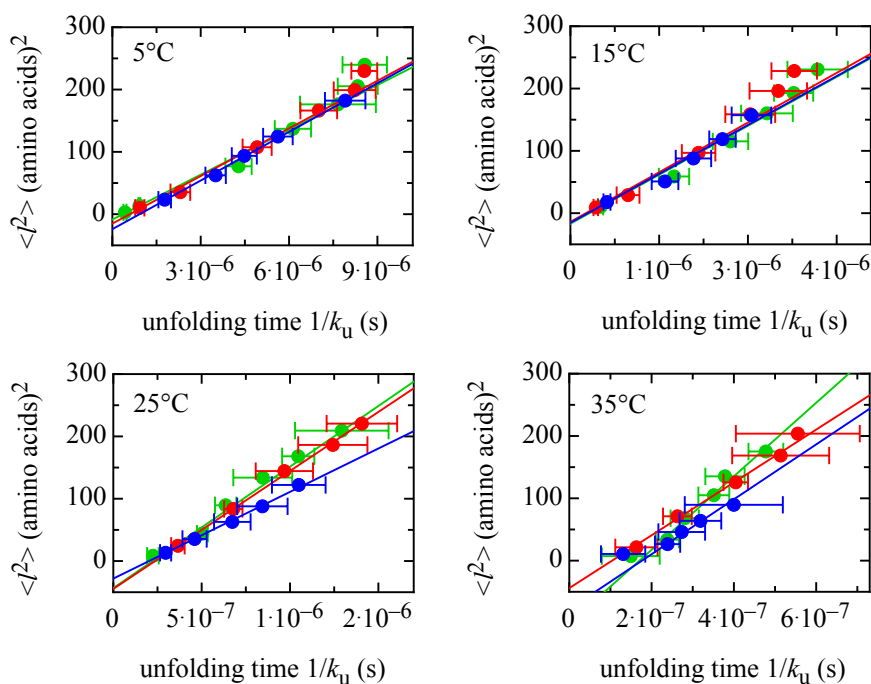 300
200
100
0
<l²> (amino acids)²
5°C
0
3·10⁻⁶
6·10⁻⁶
9·10⁻⁶
unfolding time 1/kᵤ (s)
300
200
100
0
<l²> (amino acids)²
15°C
0
1·10⁻⁶
3·10⁻⁶
4·10⁻⁶
unfolding time 1/kᵤ (s)
300
200
100
0
<l²> (amino acids)²
25°C
0
5·10⁻⁷
1·10⁻⁶
2·10⁻⁶
unfolding time 1/kᵤ (s)
300
200
100
0
<l²> (amino acids)²
35°C
0
2·10⁻⁷
4·10⁻⁷
6·10⁻⁷
unfolding time 1/kᵤ (s)